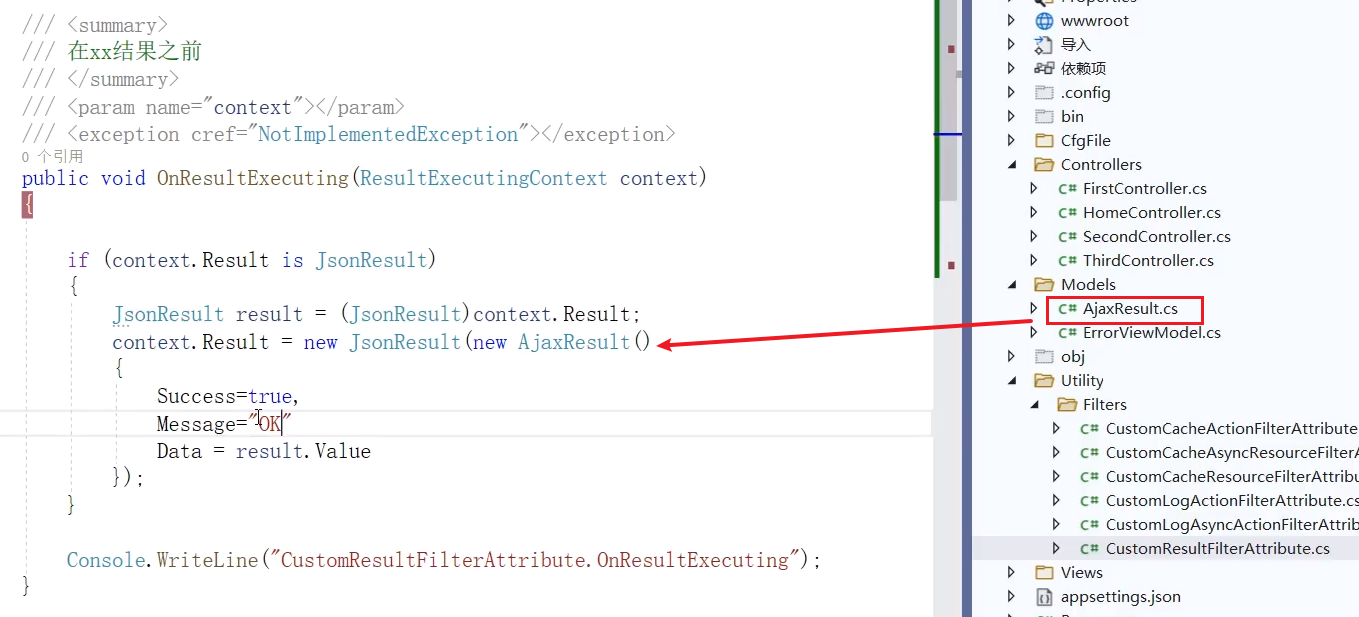 /// <summary>
/// 在xx结果之前
/// </summary>
/// <param name="context"></param>
/// <exception cref="NotImplementedException"></exception>
0 个引用
public void OnResultExecuting(ResultExecutingContext context)
{
if (context.Result is JsonResult)
{
JsonResult result = (JsonResult)context.Result;
context.Result = new JsonResult(new AjaxResult()
{
Success=true,
Message="OK"
Data = result.Value
});
}
Console.WriteLine("CustomResultFilterAttribute.OnResultExecuting");
}
wwwroot
导入
依赖项
.config
bin
CfgFile
Controllers
C# FirstController.cs
C# HomeController.cs
C# SecondController.cs
C# ThirdController.cs
Models
C# AjaxResult.cs
C# ErrorViewModel.cs
obj
Utility
Filters
C# CustomCacheActionFilterAttribute
C# CustomCacheAsyncResourceFilterA
C# CustomCacheResourceFilterAttribu
C# CustomLogActionFilterAttribute.cs
C# CustomLogAsyncActionFilterAttrib
C# CustomResultFilterAttribute.cs
Views
appsettings.json